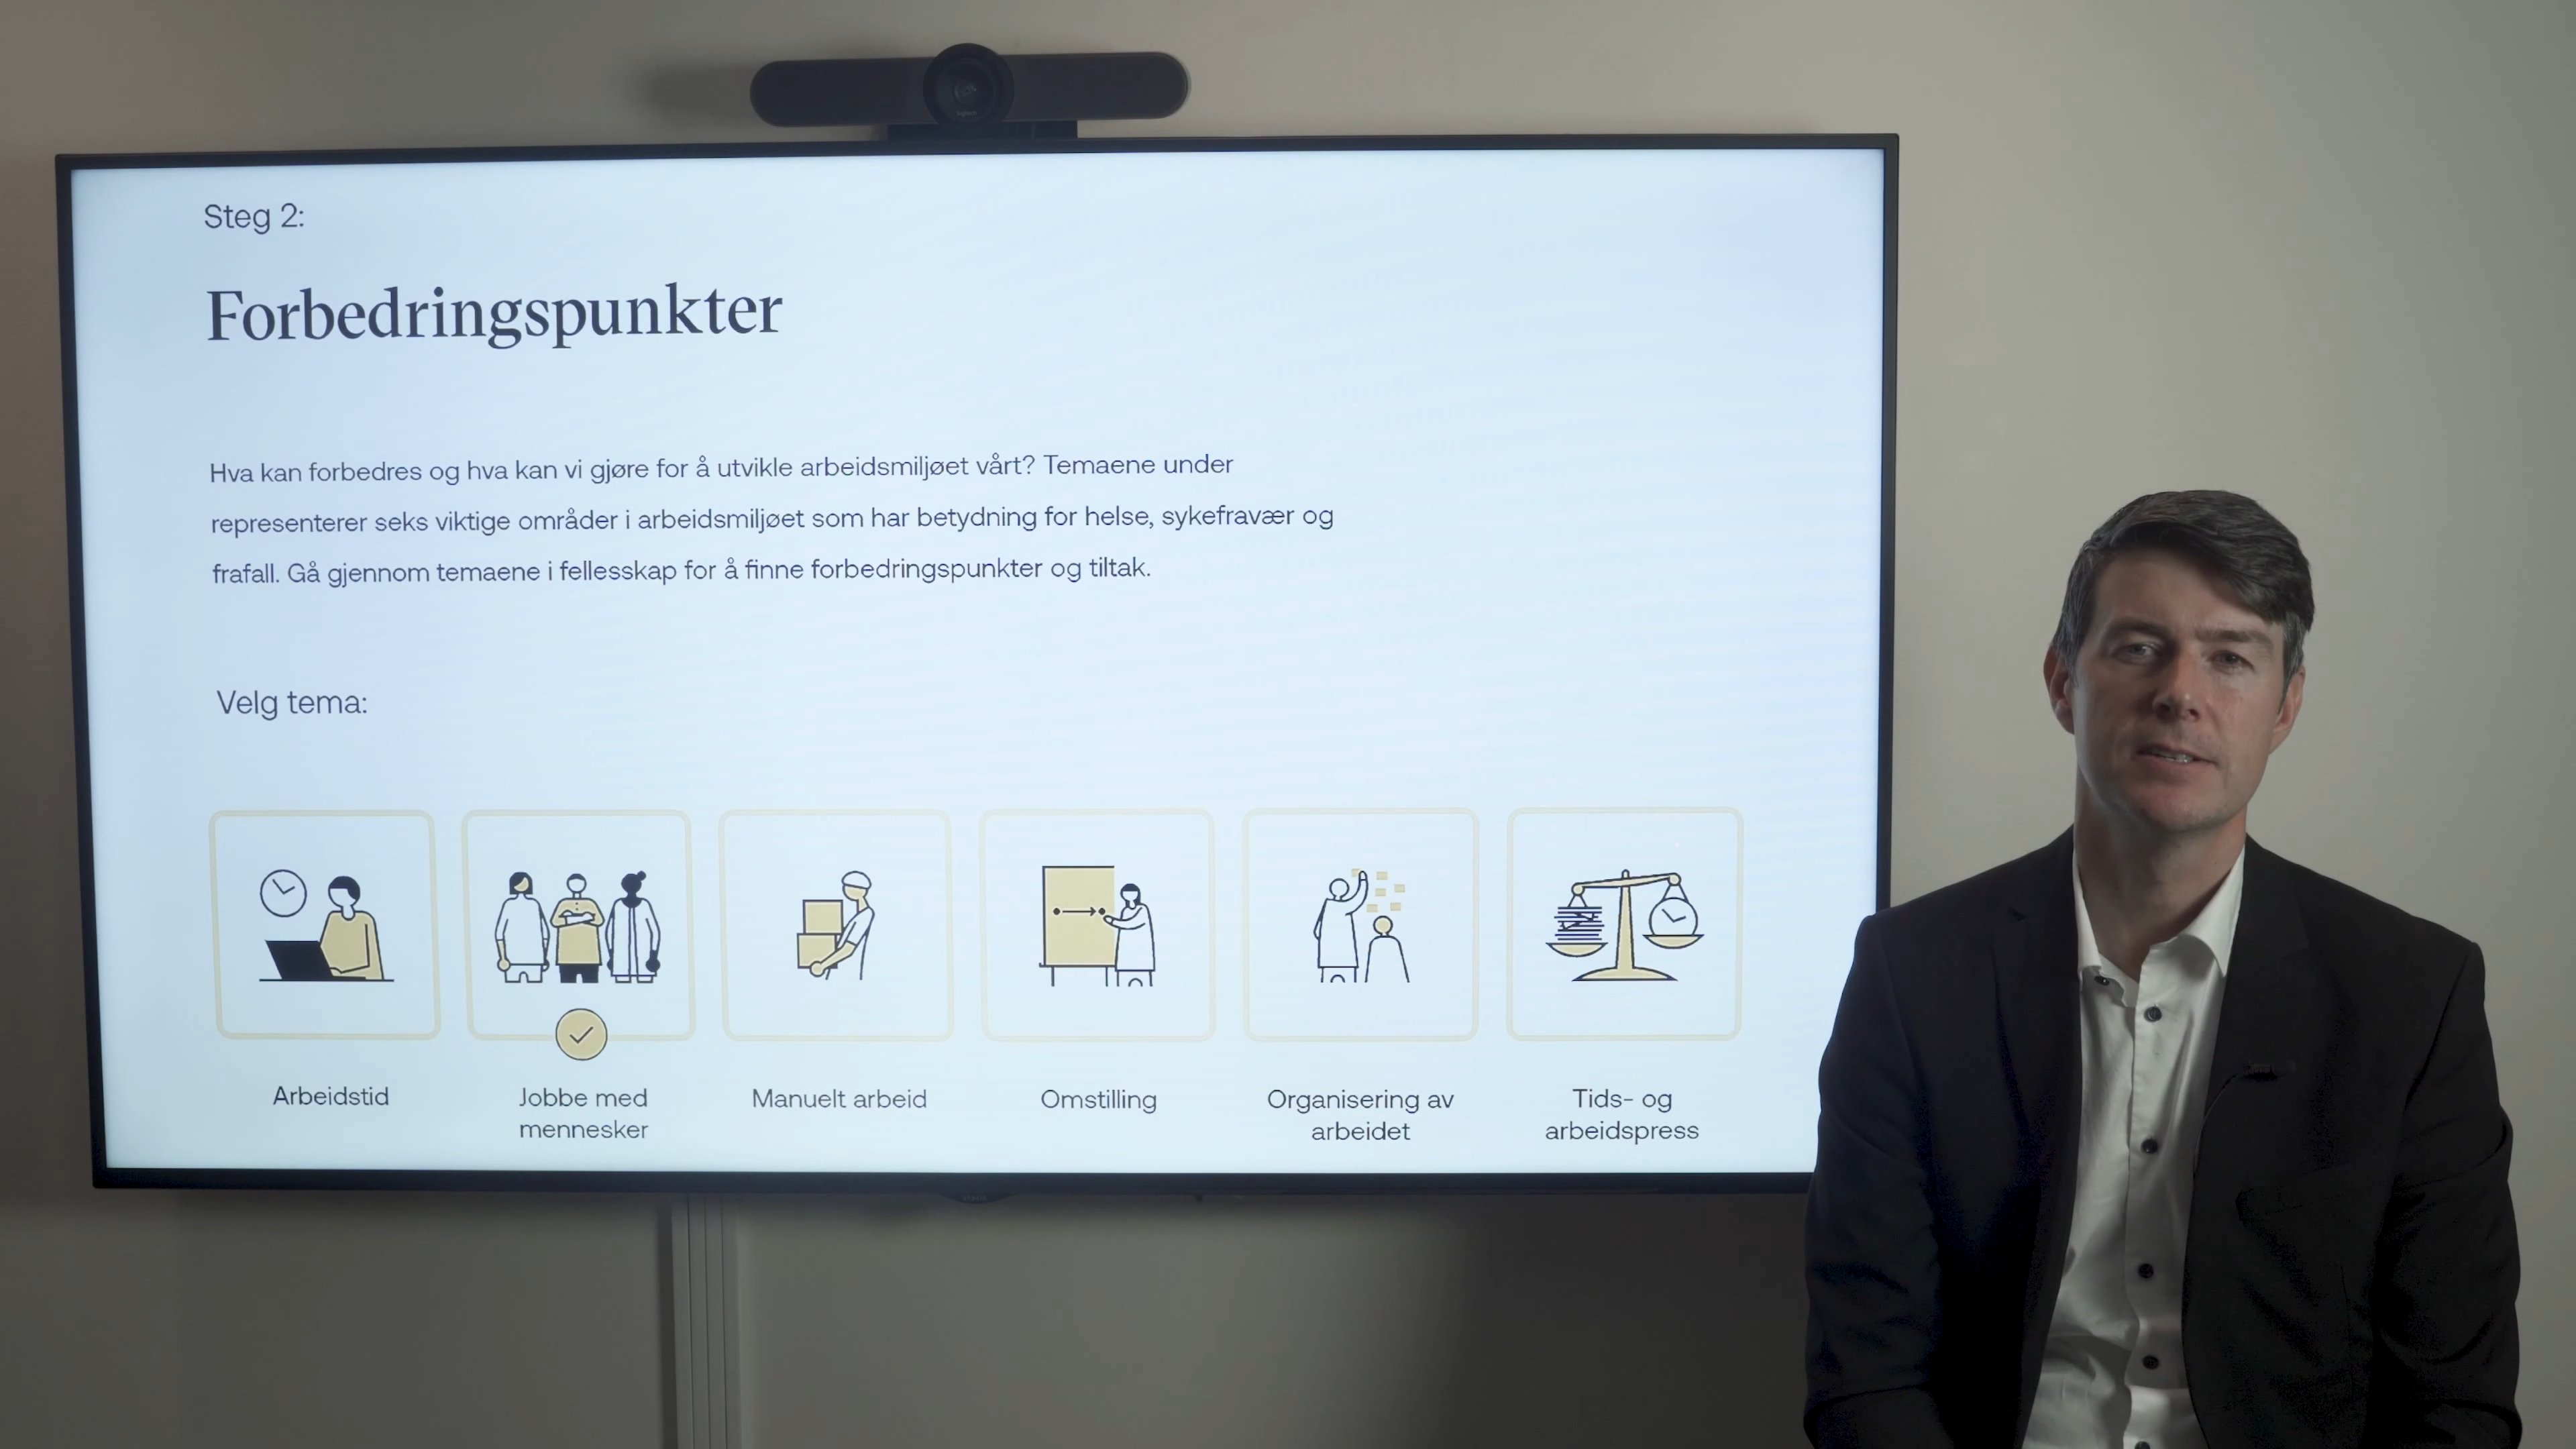 Steg 2:
Forbedringspunkter
Hva kan forbedres og hva kan vi gjøre for å utvikle arbeidsmiljøet vårt? Temaene under
representerer seks viktige områder i arbeidsmiljøet som har betydning for helse, sykefravær og
frafall. Gå gjennom temaene i fellesskap for å finne forbedringspunkter og tiltak.
Velg tema:
Arbeidstid
Jobbe med
mennesker
Manuelt arbeid
Omstilling
Organisering av
arbeidet
Tids- og
arbeidspress